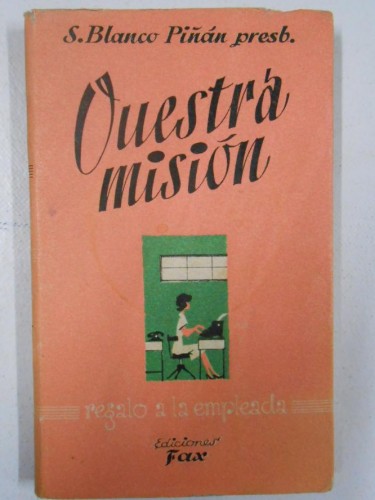 S. Blanco Piñán presb.
Vuestra
misión
regalo a la empleada
Ediciones
Fax